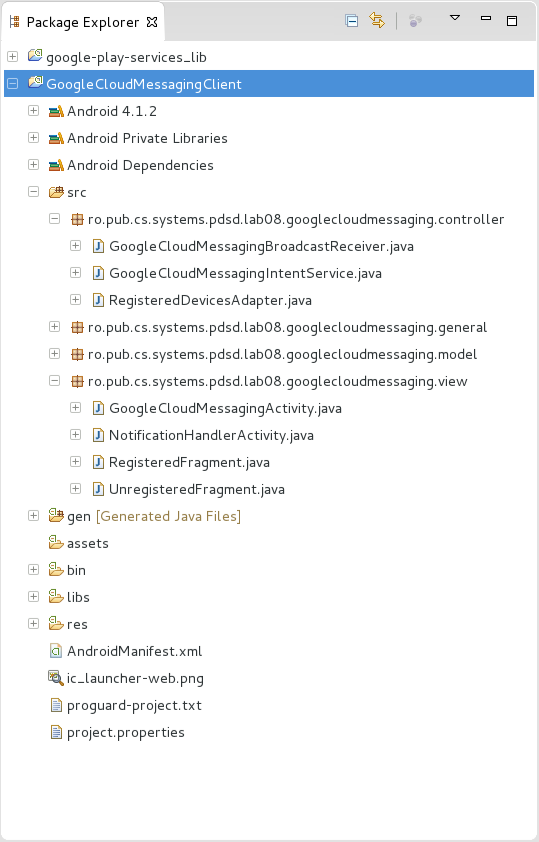 Package Explorer
google-play-services_lib
GoogleCloudMessagingClient
Android 4.1.2
Android Private Libraries
Android Dependencies
src
ro.pub.cs.systems.pdsd.lab08.googlecloudmessaging.controller
GoogleCloudMessagingBroadcastReceiver.java
GoogleCloudMessagingIntentService.java
RegisteredDevicesAdapter.java
ro.pub.cs.systems.pdsd.lab08.googlecloudmessaging.general
ro.pub.cs.systems.pdsd.lab08.googlecloudmessaging.model
ro.pub.cs.systems.pdsd.lab08.googlecloudmessaging.view
GoogleCloudMessagingActivity.java
NotificationHandlerActivity.java
RegisteredFragment.java
UnregisteredFragment.java
gen [Generated Java Files]
assets
bin
libs
res
AndroidManifest.xml
ic_launcher-web.png
proguard-project.txt
project.properties